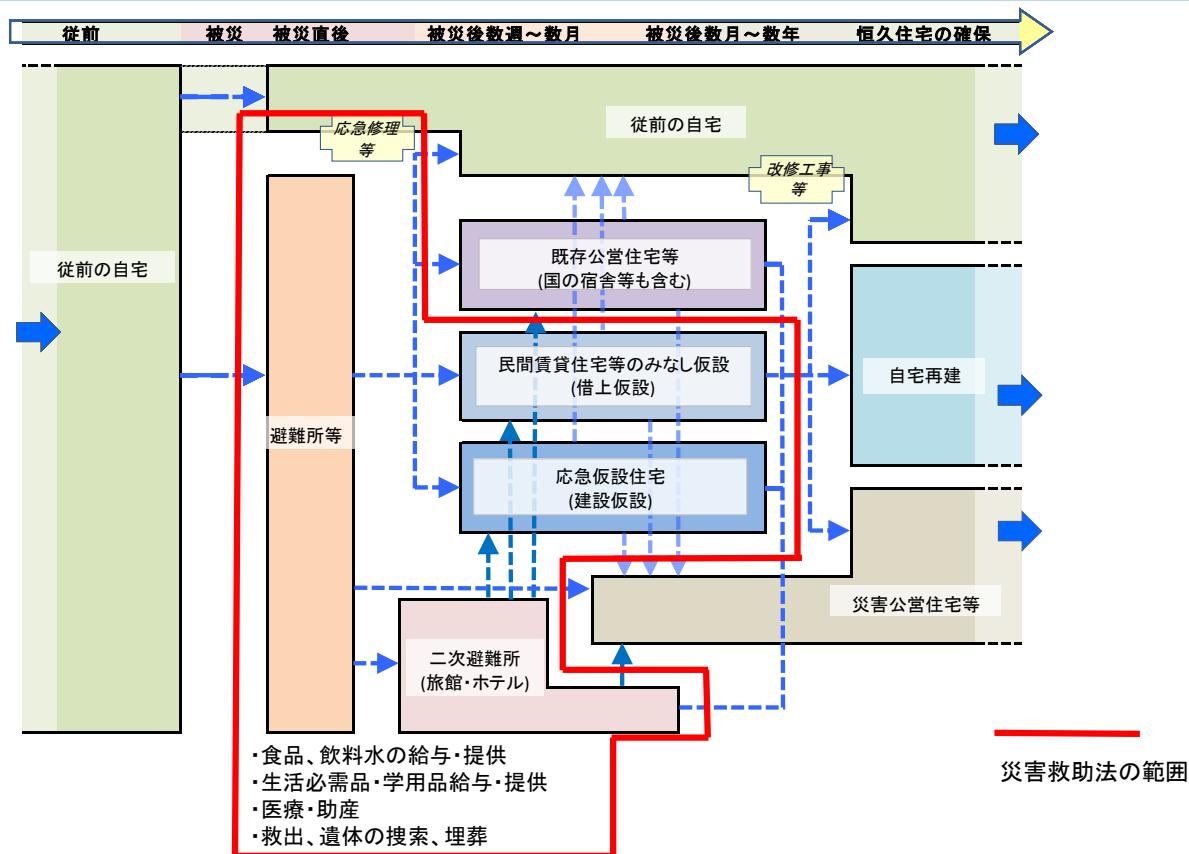 従前 被災 被災直後 被災後数週~数月 被災後数月~数年 恒久住宅の確保
応急修理
等
従前の自宅
改修工事
等
従前の自宅
既存公営住宅等
(国の宿舎等も含む)
民間賃貸住宅等のみなし仮設
(借上仮設)
自宅再建
避難所等
応急仮設住宅
(建設仮設)
災害公営住宅等
二次避難所
(旅館・ホテル)
・食品、飲料水の給与・提供
・生活必需品・学用品給与・提供
・医療・助産
・救出、遺体の捜索、埋葬
災害救助法の範囲